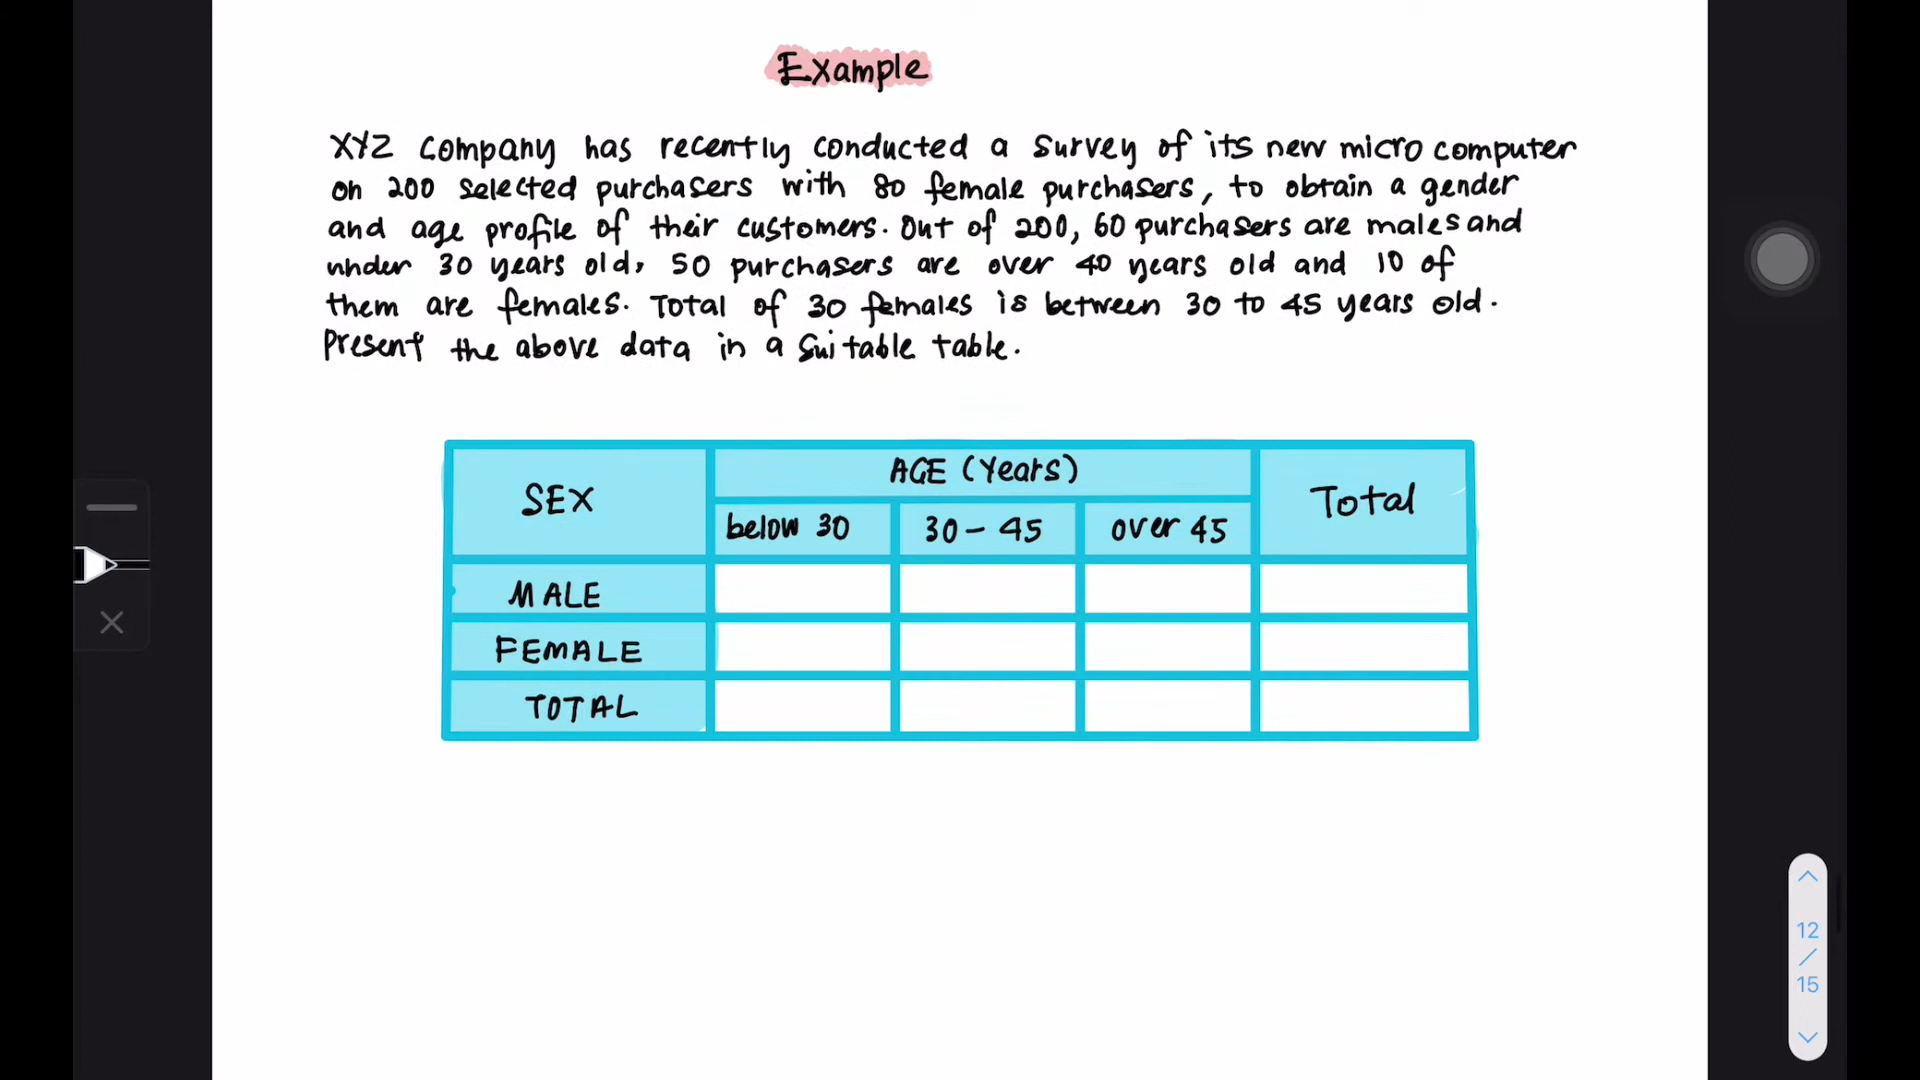 Example
XYZ company has recently conducted a survey of its new micro computer
on 200 selected purchasers with 80 female purchasers, to obtain a gender
and age profile of their customers. Out of 200, 60 purchasers are males and
under 30 years old, 50 purchasers are over 40 years old and 10 of
them are females. Total of 30 females is between 30 to 45 years old.
Present the above data in a suitable table.
AGE (Years)
SEX
Total
below 30
30 - 45
over 45
MALE
FEMALE
TOTAL
12
/
15